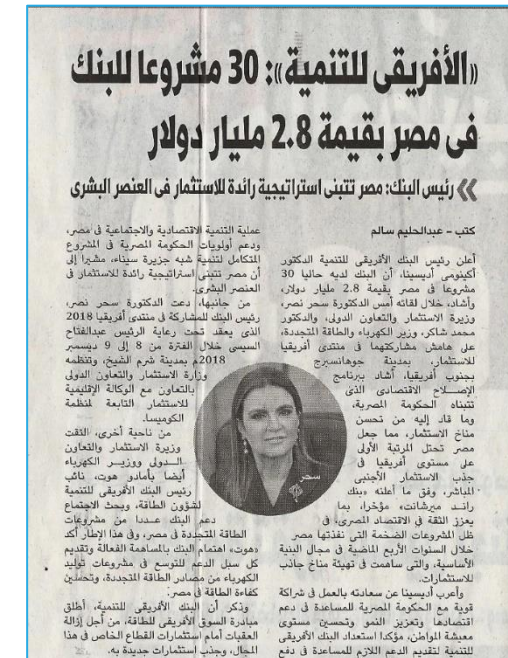 «الأفريقى للتنمية»: 30 مشروعا للبنك
فى مصر بقيمة 2.8 مليار دولار
رئيس البنك: مصر تتبنى استراتيجية رائدة للاستثمار فى العنصر البشرى
كتب - عبدالحليم سالم
أعلن رئيس البنك الأفريقى للتنمية الدكتور
أكينومى أديسينا، أن البنك لديه حاليا 30
مشروعا فى مصر بقيمة 2.8 مليار دولار،
وأشاد، خلال لقائه أمس الدكتورة سحر نصر،
وزيرة الاستثمار والتعاون الدولى، والدكتور
محمد شاكر، وزير الكهرباء والطاقة المتجددة،
على هامش مشاركتهما فى منتدى أفريقيا
للاستثمار، بمدينة جوهانسبرج
بجنوب أفريقيا، أشاد ببرنامج
الإصلاح الاقتصادى الذى
تتبناه الحكومة المصرية،
وما قاد إليه من تحسن
مناخ الاستثمار، مما جعل
مصر تحتل المرتبة الأولى
على مستوى أفريقيا فى
جذب الاستثمار الأجنبى
المباشر، وفق ما أعلنه «بنك
راند ميرشانت» مؤخرا، بما
يعزز الثقة فى الاقتصاد المصرى، فى
ظل المشروعات الضخمة التى نفذتها مصر
خلال السنوات الأربع الماضية فى مجال البنية
الأساسية، والتى ساهمت فى تهيئة مناخ جاذب
للاستثمارات.
وأعرب أديسينا عن سعادته بالعمل فى شراكة
قوية مع الحكومة المصرية للمساعدة فى دعم
اقتصادها وتعزيز النمو وتحسين مستوى
معيشة المواطن، مؤكدا استعداد البنك الأفريقى
للتنمية لتقديم الدعم اللازم للمساعدة فى دفع
عملية التنمية الاقتصادية والاجتماعية فى مصر،
ودعم أولويات الحكومة المصرية فى المشروع
المتكامل لتنمية شبه جزيرة سيناء، مشيرا إلى
أن مصر تتبنى استراتيجية رائدة للاستثمار فى
العنصر البشرى.
من جانبها، دعت الدكتورة سحر نصر،
رئيس البنك للمشاركة فى منتدى أفريقيا 2018
الذى يعقد تحت رعاية الرئيس عبدالفتاح
السيسى خلال الفترة من 8 إلى 9 ديسمبر
2018م بمدينة شرم الشيخ، وتنظمه
وزارة الاستثمار والتعاون الدولى
بالتعاون مع الوكالة الإقليمية
للاستثمار التابعة لمنظمة
الكوميسا.
من ناحية أخرى، التقت
وزيرة الاستثمار والتعاون
الدولى ووزير الكهرباء
أيضا بأمادو هوت، نائب
رئيس البنك الأفريقى للتنمية
لشؤون الطاقة، وبحث الاجتماع
دعم البنك عددا من مشروعات
الطاقة المتجددة فى مصر، وفى هذا الإطار أكد
«هوت» اهتمام البنك بالمساهمة الفعالة وتقديم
كل سبل الدعم للتوسع فى مشروعات توليد
الكهرباء من مصادر الطاقة المتجددة، وتحسين
كفاءة الطاقة فى مصر.
وذكر أن البنك الأفريقى للتنمية، أطلق
مبادرة السوق الأفريقى للطاقة، من أجل إزالة
العقبات أمام استثمارات القطاع الخاص فى هذا
المجال، وجذب استثمارات جديدة به.
سحر